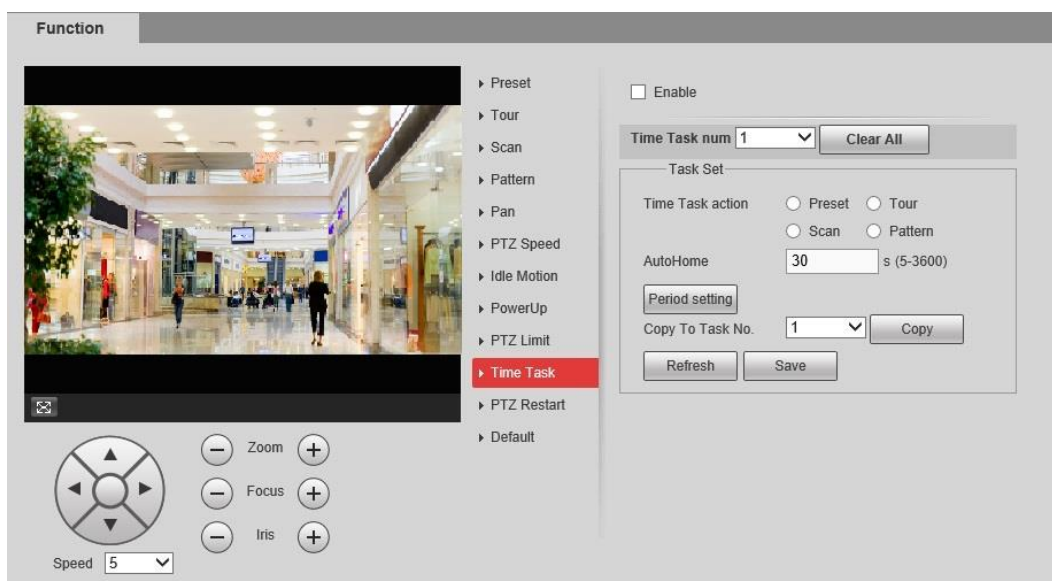 Function
Preset
Tour
Scan
Pattern
Pan
PTZ Speed
Idle Motion
PowerUp
PTZ Limit
Time Task
PTZ Restart
Default
Zoom
Focus
Iris
Speed 5
Enable
Time Task num 1 Clear All
Task Set
Time Task action Preset Tour
Scan Pattern
AutoHome 30 s (5-3600)
Period setting
Copy To Task No. 1 Copy
Refresh Save